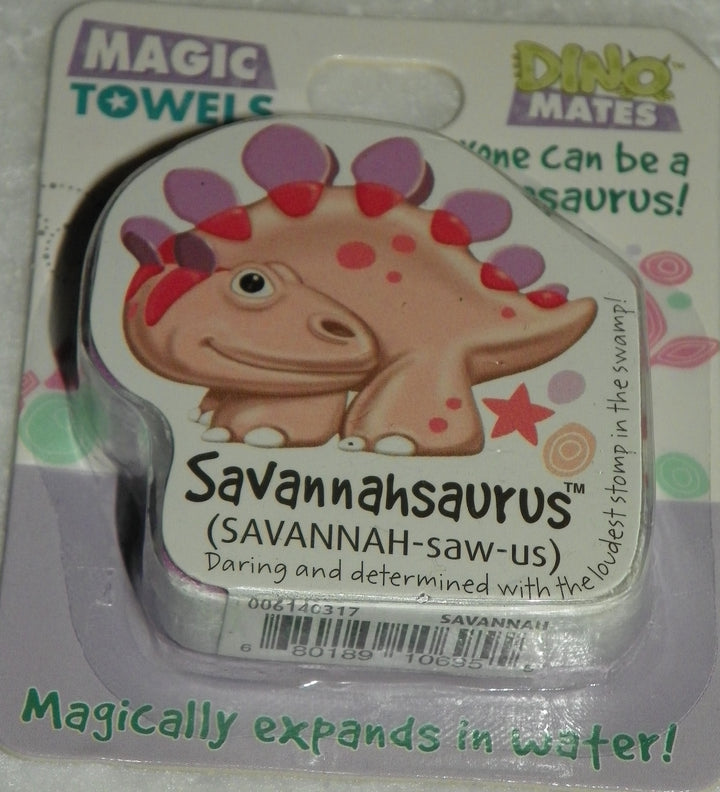 MAGIC
TOWELS
DINO
MATES
can be a
saurus!
Savannahsaurus™
(SAVANNAH-saw-us)
Daring and determined with the loudest stomp in the swamp!
006140317
SAVANNAH
6 80189 10695
Magically expands in water!